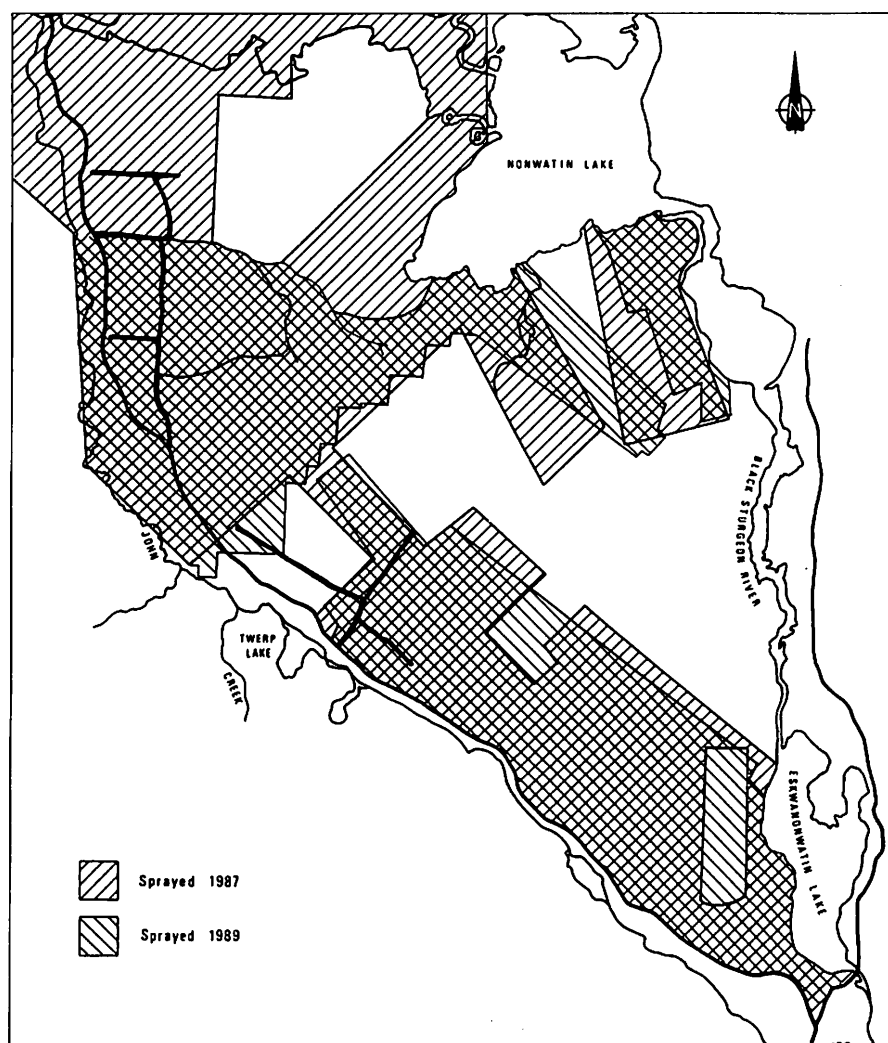 N
NONWATIN LAKE
BLACK STURGEON RIVER
JOHN
TWERP
LAKE
CREEK
ESKWANONWATIN LAKE
Sprayed 1987
Sprayed 1989